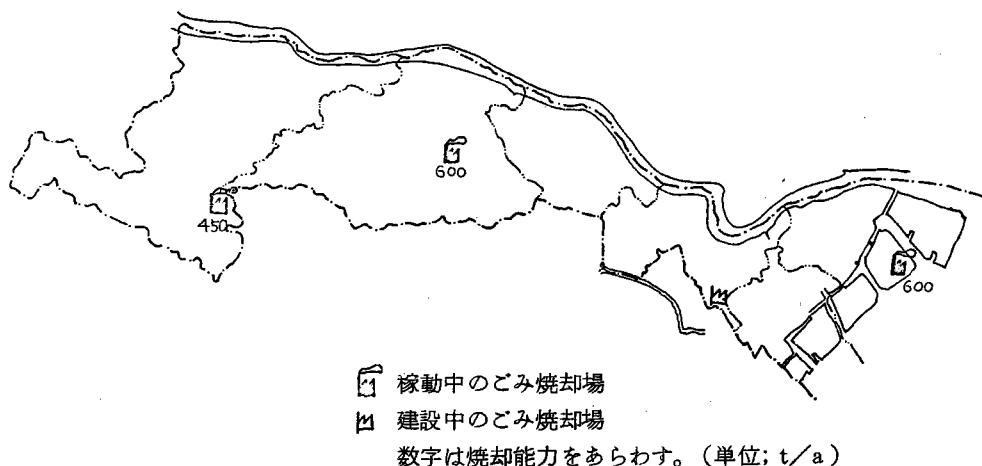 600
450
600
稼動中のごみ焼却場
建設中のごみ焼却場
数字は焼却能力をあらわす。(単位; t/a)